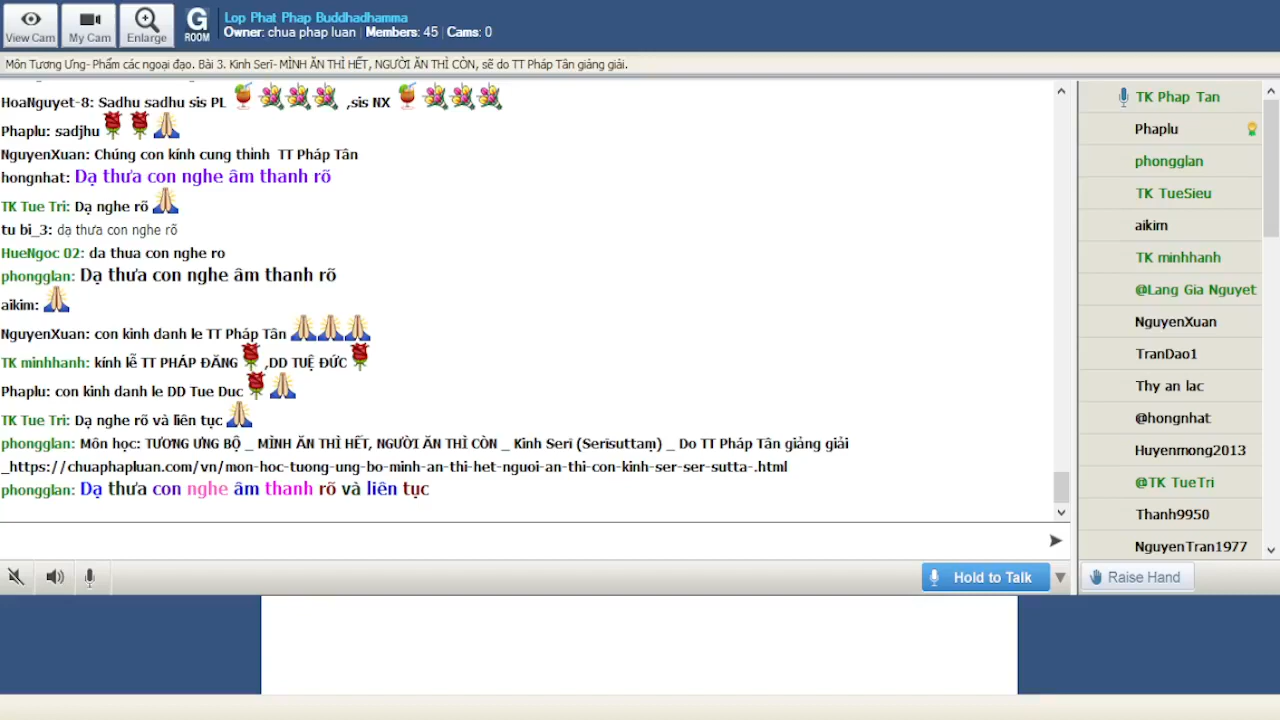 View Cam
My Cam
Enlarge
G
ROOM
Lop Phat Phap Buddhadhamma
Owner: chua phap luan | Members: 45 | Cams: 0
Môn Tương Ưng- Phẩm các ngoại đạo. Bài 3. Kinh Serī- MÌNH ĂN THÌ HẾT, NGƯỜI ĂN THÌ CÒN, sẽ do TT Pháp Tân giảng giải.
HoaNguyet-8: Sadhu sadhu sis PL ,sis NX
Phaplu: sadjhu
NguyenXuan: Chúng con kính cung thỉnh TT Pháp Tân
hongnhat: Dạ thưa con nghe âm thanh rõ
TK Tue Tri: Dạ nghe rõ
tu bi_3: dạ thưa con nghe rõ
HueNgoc 02: da thua con nghe ro
phongglan: Dạ thưa con nghe âm thanh rõ
aikim:
NguyenXuan: con kinh danh le TT Pháp Tân
TK minhhanh: kính lễ TT PHÁP ĐĂNG ,DD TUỆ ĐỨC
Phaplu: con kinh danh le DD Tue Duc
TK Tue Tri: Dạ nghe rõ và liên tục
phongglan: Môn học: TƯƠNG ƯNG BỘ _ MÌNH ĂN THÌ HẾT, NGƯỜI ĂN THÌ CÒN _ Kinh Serī (Serīsuttaṃ) _ Do TT Pháp Tân giảng giải
_https://chuaphapluan.com/vn/mon-hoc-tuong-ung-bo-minh-an-thi-het-nguoi-an-thi-con-kinh-ser-ser-sutta-.html
phongglan: Dạ thưa con nghe âm thanh rõ và liên tục
TK Phap Tan
Phaplu
phongglan
TK TueSieu
aikim
TK minhhanh
@Lang Gia Nguyet
NguyenXuan
TranDao1
Thy an lac
@hongnhat
Huyenmong2013
@TK TueTri
Thanh9950
NguyenTran1977
Hold to Talk
Raise Hand